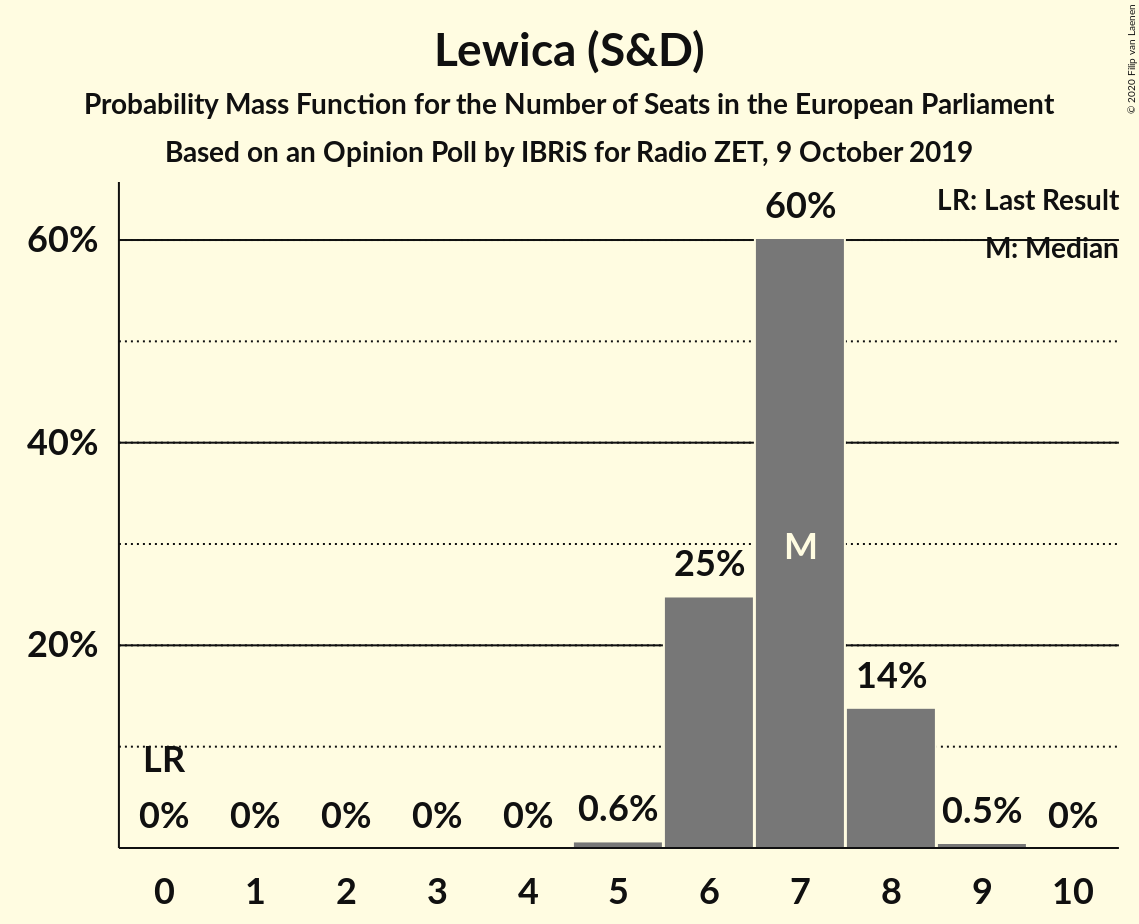 Lewica (S&D)
Probability Mass Function for the Number of Seats in the European Parliament
Based on an Opinion Poll by IBRiS for Radio ZET, 9 October 2019
© 2020 Filip van Laenen
LR: Last Result
M: Median
60%
40%
20%
LR
0%
0%
0%
0%
0%
0.6%
25%
60%
M
14%
0.5%
0%
0 1 2 3 4 5 6 7 8 9 10